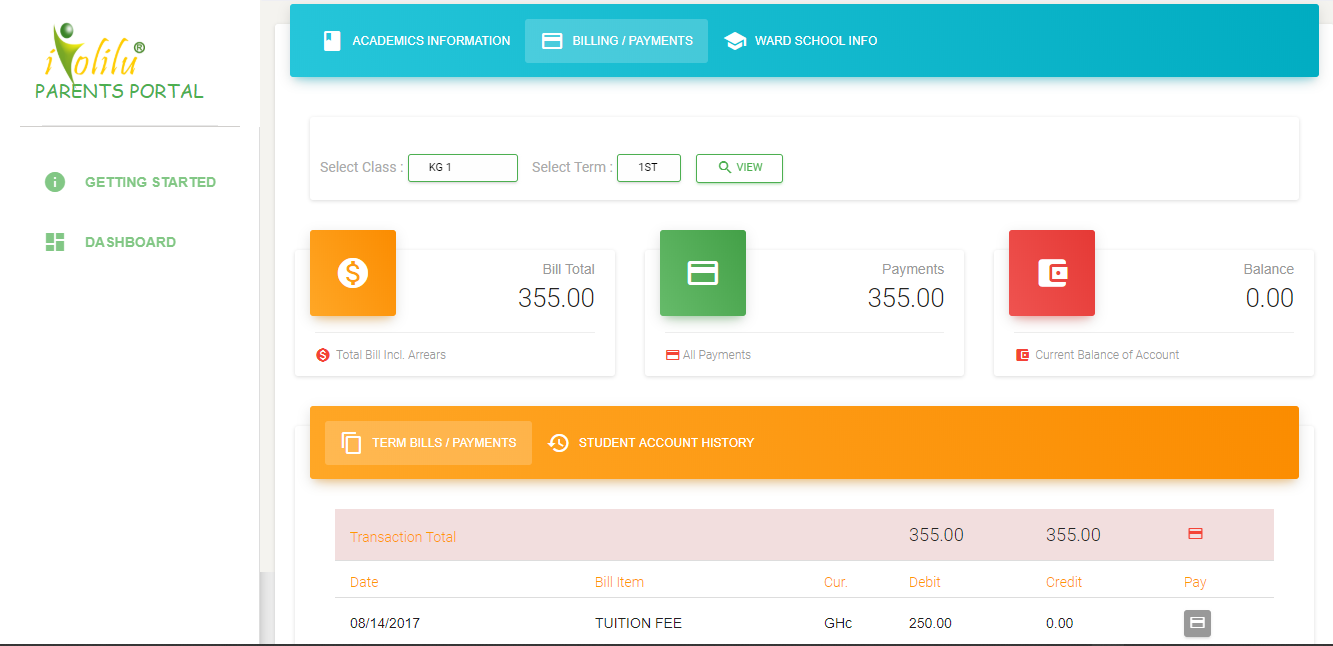 iYolilu®
PARENTS PORTAL
GETTING STARTED
DASHBOARD
ACADEMICS INFORMATION BILLING / PAYMENTS WARD SCHOOL INFO
Select Class : KG 1 Select Term : 1ST VIEW
Bill Total
355.00
Total Bill Incl. Arrears
Payments
355.00
All Payments
Balance
0.00
Current Balance of Account
TERM BILLS / PAYMENTS STUDENT ACCOUNT HISTORY
Transaction Total 355.00 355.00
Date Bill Item Cur. Debit Credit Pay
08/14/2017 TUITION FEE GHc 250.00 0.00